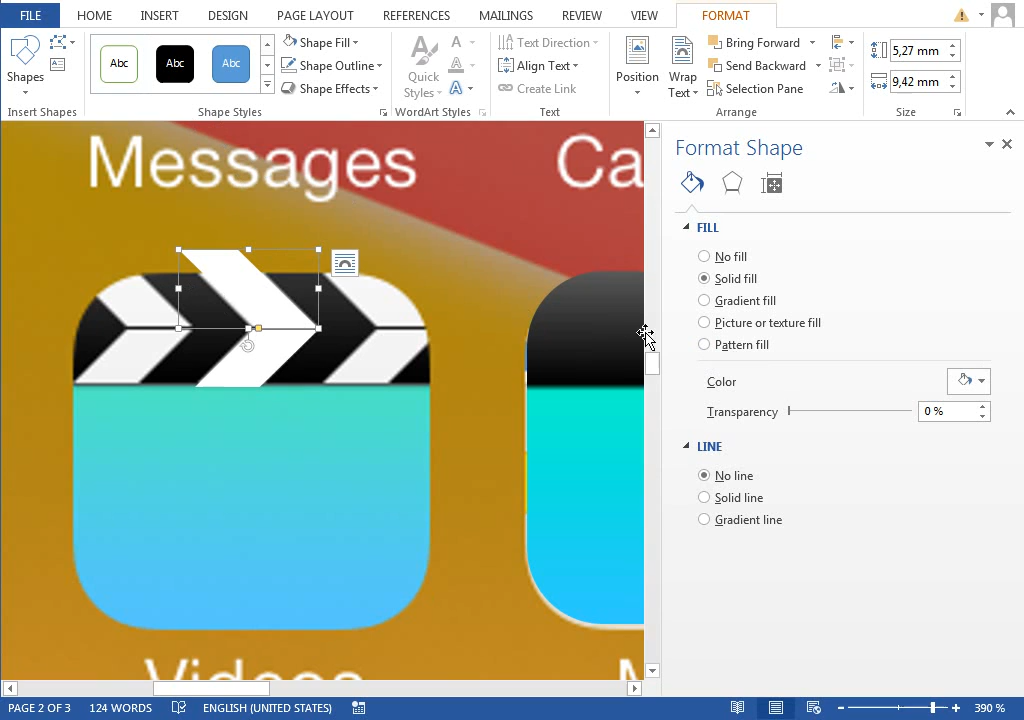 FILE HOME INSERT DESIGN PAGE LAYOUT REFERENCES MAILINGS REVIEW VIEW FORMAT
Shapes
Insert Shapes
Abc Abc Abc
Shape Fill
Shape Outline
Shape Effects
Shape Styles
Quick
Styles
WordArt Styles
Text Direction
Align Text
Create Link
Text
Position
Wrap
Text
Bring Forward
Send Backward
Selection Pane
Arrange
5,27 mm
9,42 mm
Size
Messages
Ca
Videos
Format Shape
FILL
No fill
Solid fill
Gradient fill
Picture or texture fill
Pattern fill
Color
Transparency 0 %
LINE
No line
Solid line
Gradient line
PAGE 2 OF 3 124 WORDS ENGLISH (UNITED STATES) 390 %